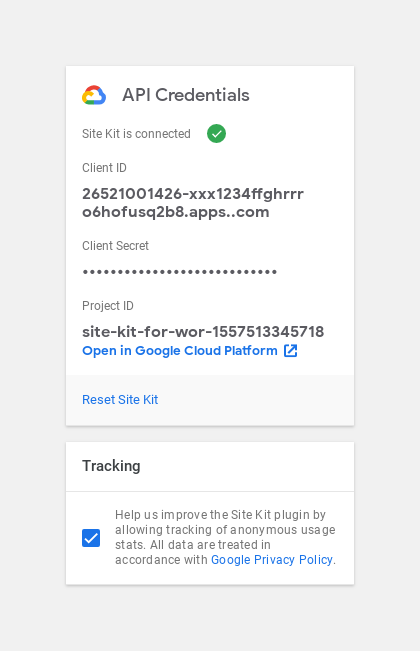 API Credentials
Site Kit is connected
Client ID
26521001426-xxx1234ffghrrr
o6hofusq2b8.apps..com
Client Secret
••••••••••••••••••••••••••••
Project ID
site-kit-for-wor-1557513345718
Open in Google Cloud Platform
Reset Site Kit
Tracking
Help us improve the Site Kit plugin by
allowing tracking of anonymous usage
stats. All data are treated in
accordance with Google Privacy Policy.